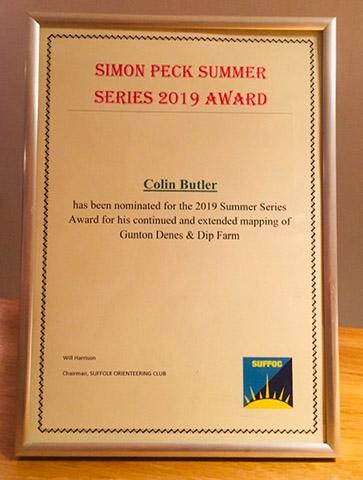 SIMON PECK SUMMER
SERIES 2019 AWARD
Colin Butler
has been nominated for the 2019 Summer Series
Award for his continued and extended mapping of
Gunton Denes & Dip Farm
Will Harrison
Chairman, SUFFOLK ORIENTEERING CLUB
SUFFOC